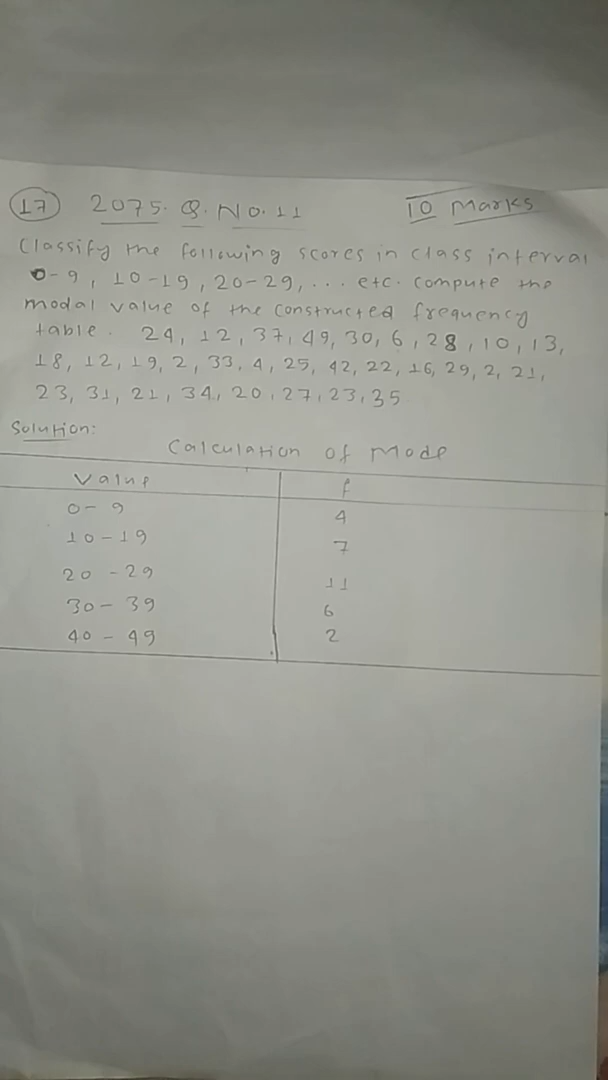 17 2075. Q. No. 11 10 Marks
Classify the following scores in class interval
0-9, 10-19, 20-29, ... etc. compute the
modal value of the constructed frequency
table. 24, 12, 37, 49, 30, 6, 28, 10, 13,
18, 12, 19, 2, 33, 4, 25, 42, 22, 16, 29, 2, 21,
23, 31, 21, 34, 20, 27, 23, 35
Solution:
Calculation of Mode
Value f
0-9 4
10-19 7
20-29 11
30-39 6
40-49 2